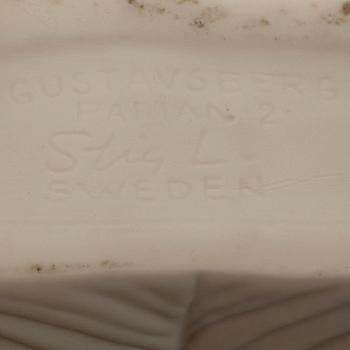 GUSTAVSBERG
PARIAN. 2
Stig L.
SWEDEN